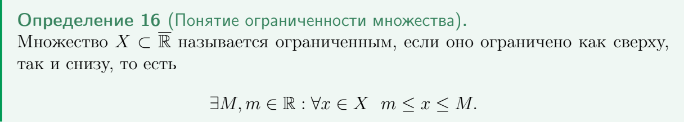 Определение 16 (Понятие ограниченности множества).
Множество X ⊂ ℝ̅ называется ограниченным, если оно ограничено как сверху,
так и снизу, то есть
∃M, m ∈ ℝ : ∀x ∈ X m ≤ x ≤ M.